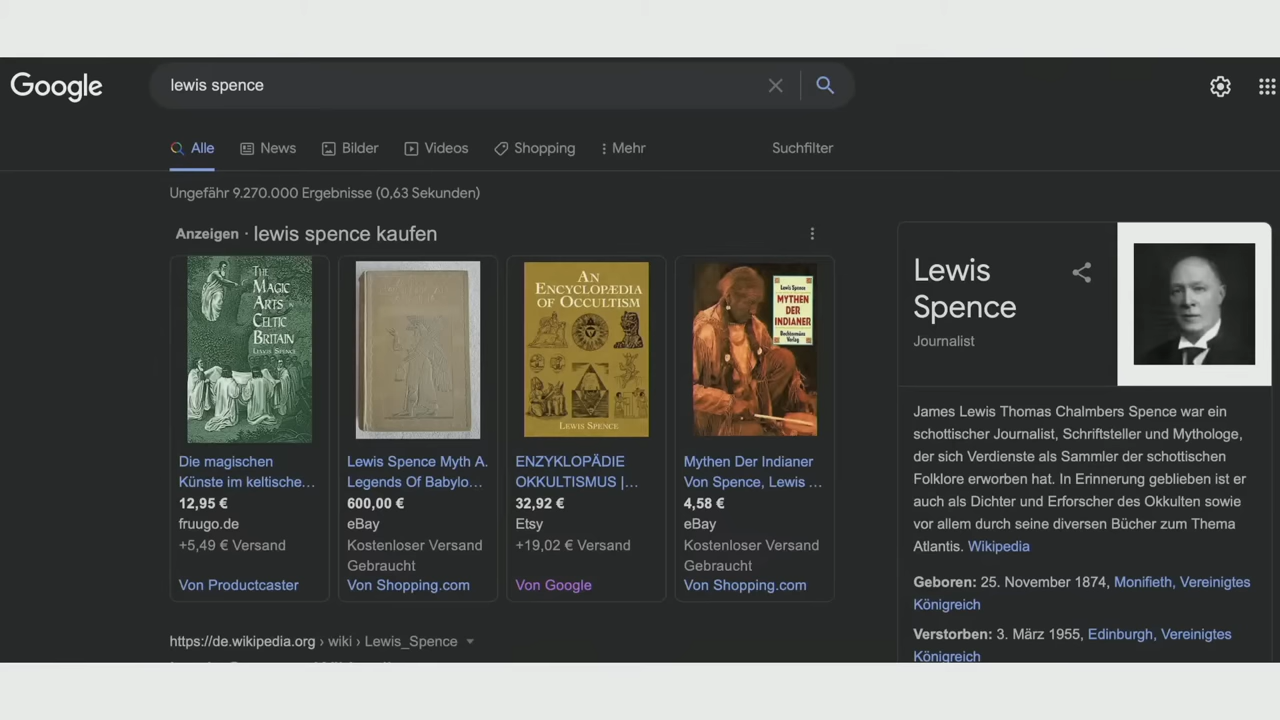 Google
lewis spence
Alle
News
Bilder
Videos
Shopping
Mehr
Suchfilter
Ungefähr 9.270.000 Ergebnisse (0,63 Sekunden)
Anzeigen · lewis spence kaufen
THE
MAGIC
ARTS
IN
CELTIC
BRITAIN
LEWIS SPENCE
Die magischen
Künste im keltische…
12,95 €
fruugo.de
+5,49 € Versand
Von Productcaster
Lewis Spence Myth A.
Legends Of Babylo…
600,00 €
eBay
Kostenloser Versand
Gebraucht
Von Shopping.com
AN
ENCYCLOPÆDIA
OF OCCULTISM
LEWIS SPENCE
ENZYKLOPÄDIE
OKKULTISMUS |…
32,92 €
Etsy
+19,02 € Versand
Von Google
Lewis Spence
MYTHEN
DER
INDIANER
Mythen Der Indianer
Von Spence, Lewis …
4,58 €
eBay
Kostenloser Versand
Gebraucht
Von Shopping.com
https://de.wikipedia.org › wiki › Lewis_Spence
Lewis
Spence
Journalist
James Lewis Thomas Chalmbers Spence war ein
schottischer Journalist, Schriftsteller und Mythologe,
der sich Verdienste als Sammler der schottischen
Folklore erworben hat. In Erinnerung geblieben ist er
auch als Dichter und Erforscher des Okkulten sowie
vor allem durch seine diversen Bücher zum Thema
Atlantis. Wikipedia
Geboren: 25. November 1874, Monifieth, Vereinigtes
Königreich
Verstorben: 3. März 1955, Edinburgh, Vereinigtes
Königreich